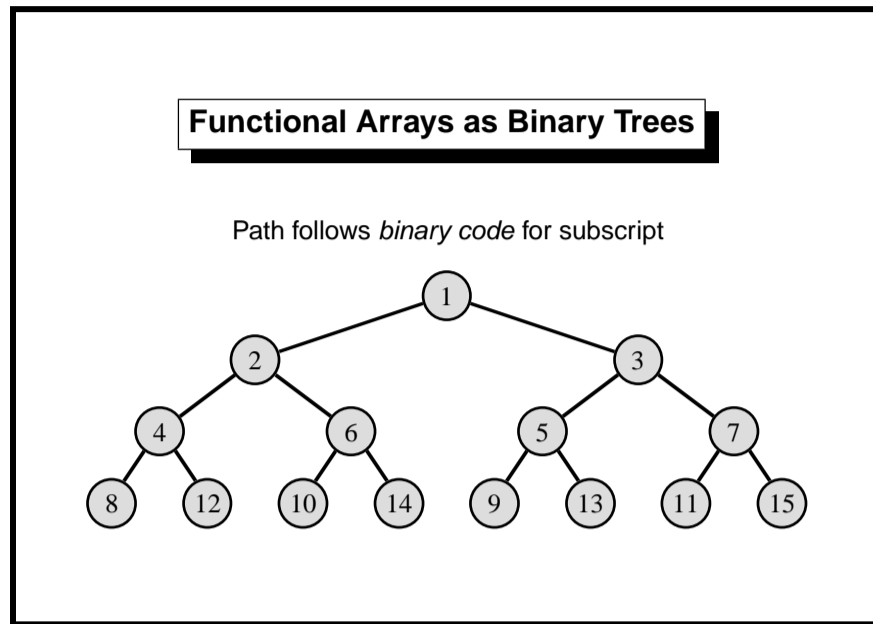 Functional Arrays as Binary Trees
Path follows binary code for subscript
1
2 3
4 6 5 7
8 12 10 14 9 13 11 15